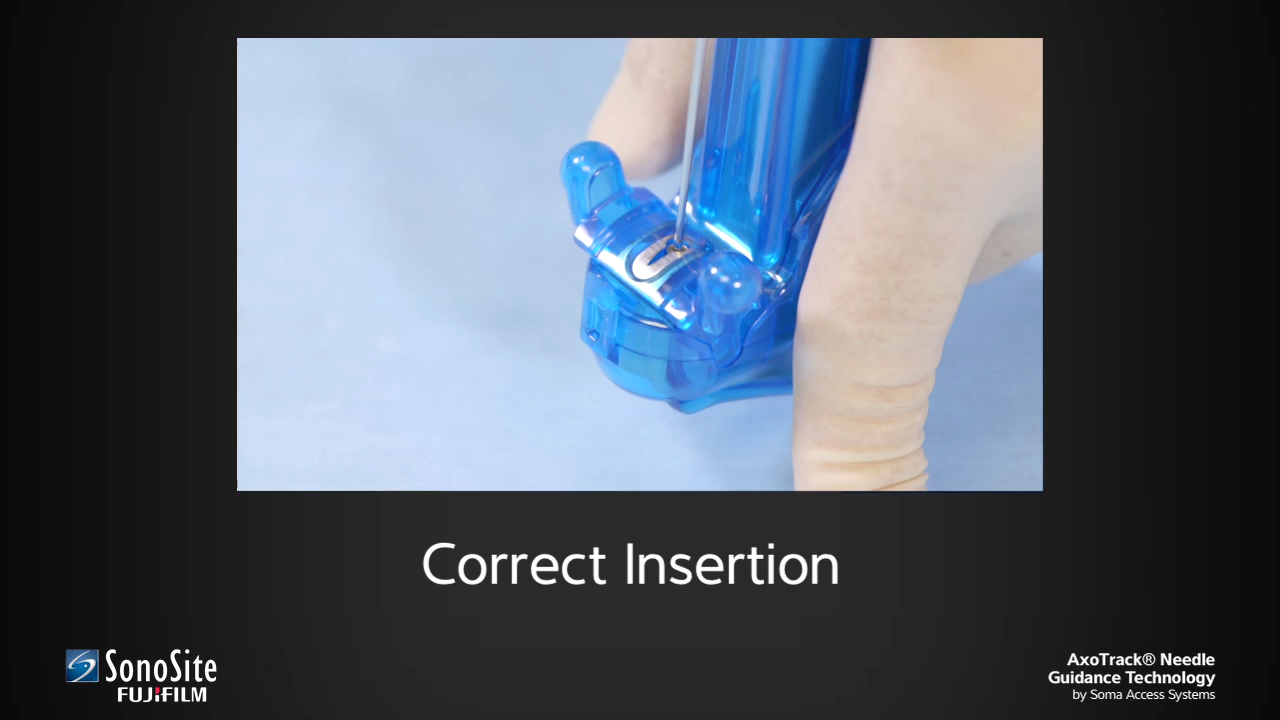 Correct Insertion
SonoSite
FUJIFILM
AxoTrack® Needle
Guidance Technology
by Soma Access Systems